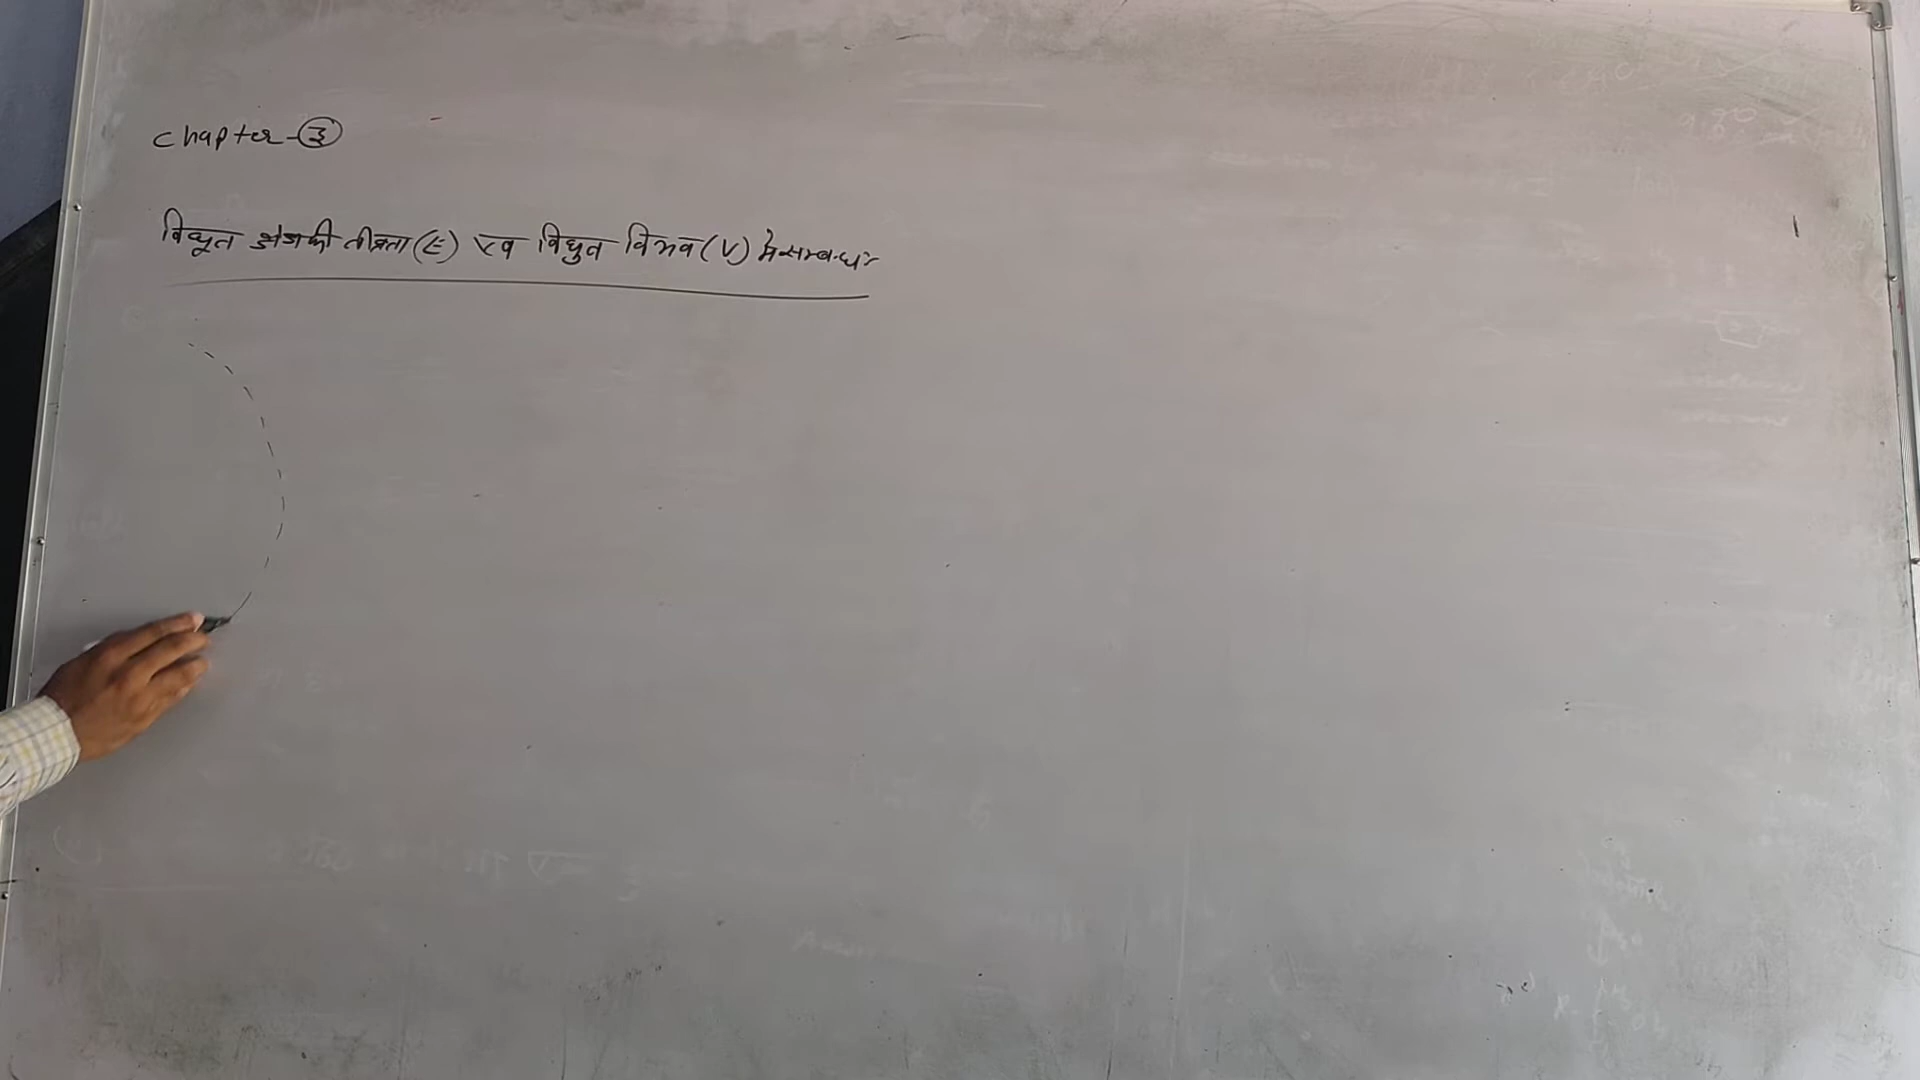 Chapter-③
विधुत क्षेत्र की तीव्रता (E) एव विधुत विभव (V) मे सम्बन्ध:-